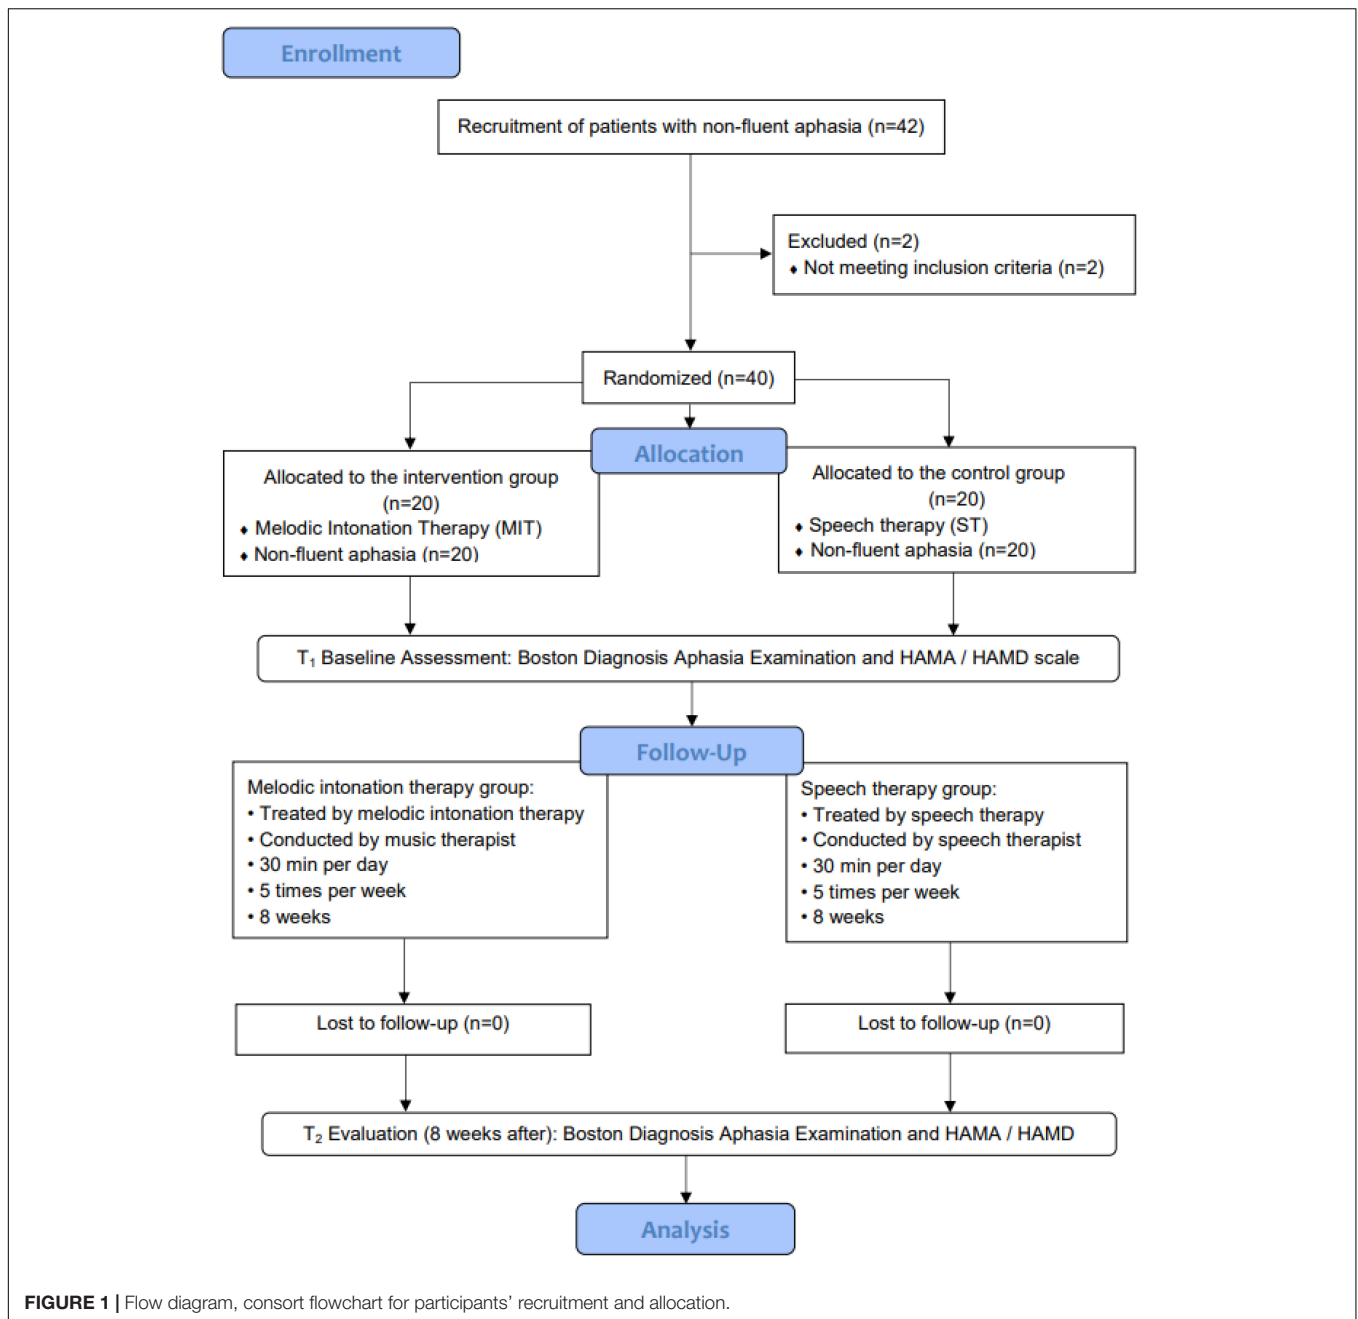 Enrollment
Recruitment of patients with non-fluent aphasia (n=42)
Excluded (n=2)
♦ Not meeting inclusion criteria (n=2)
Randomized (n=40)
Allocation
Allocated to the intervention group
(n=20)
♦ Melodic Intonation Therapy (MIT)
♦ Non-fluent aphasia (n=20)
Allocated to the control group
(n=20)
♦ Speech therapy (ST)
♦ Non-fluent aphasia (n=20)
T₁ Baseline Assessment: Boston Diagnosis Aphasia Examination and HAMA / HAMD scale
Follow-Up
Melodic intonation therapy group:
• Treated by melodic intonation therapy
• Conducted by music therapist
• 30 min per day
• 5 times per week
• 8 weeks
Speech therapy group:
• Treated by speech therapy
• Conducted by speech therapist
• 30 min per day
• 5 times per week
• 8 weeks
Lost to follow-up (n=0)
Lost to follow-up (n=0)
T₂ Evaluation (8 weeks after): Boston Diagnosis Aphasia Examination and HAMA / HAMD
Analysis
FIGURE 1 | Flow diagram, consort flowchart for participants’ recruitment and allocation.